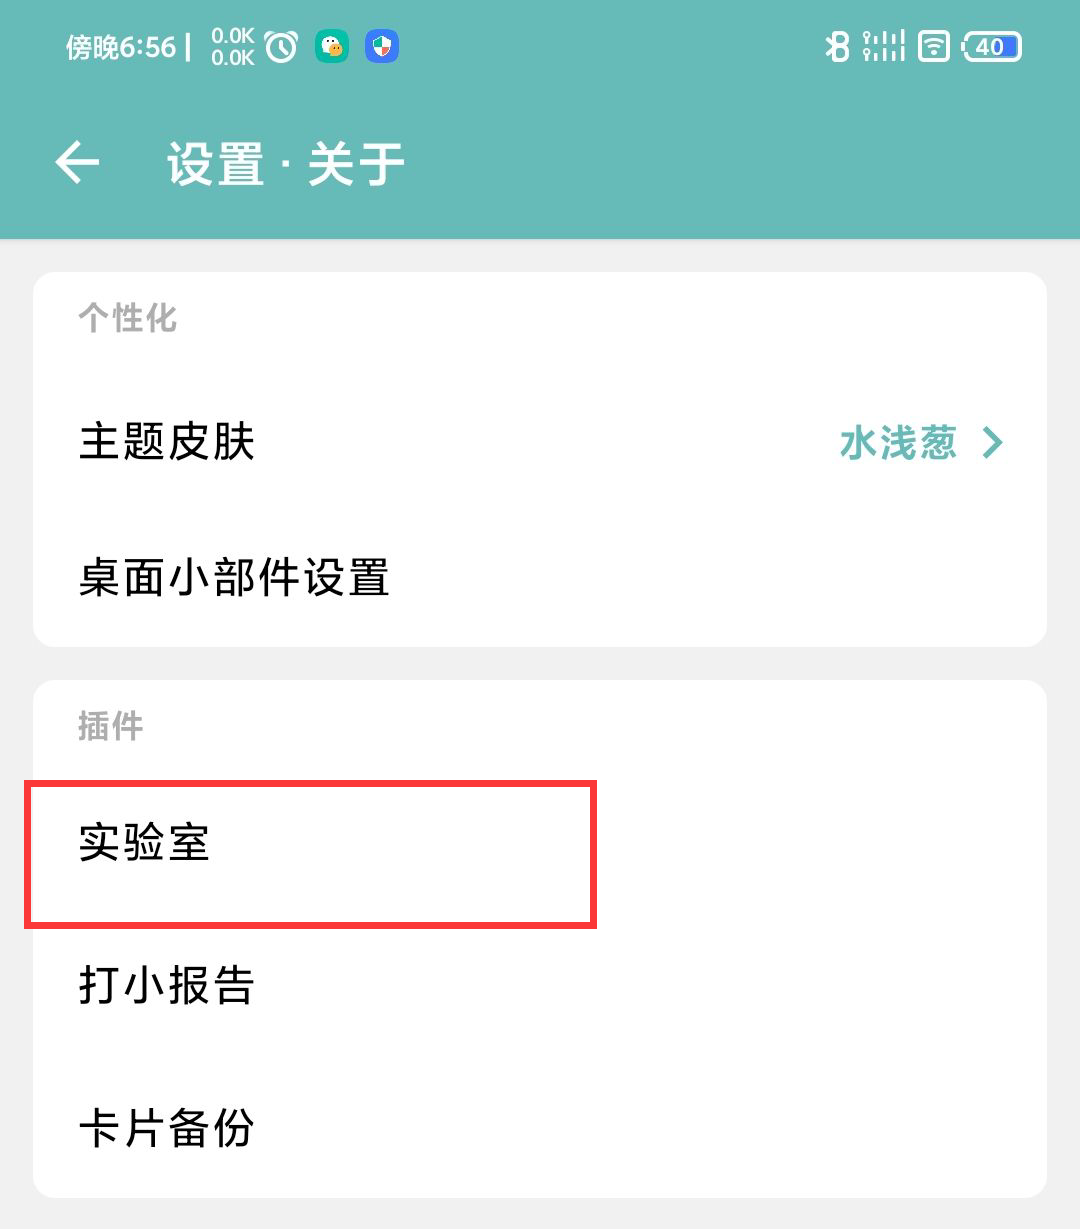 傍晚6:56 | 0.0K
0.0K
40
设置 · 关于
个性化
主题皮肤 水浅葱
桌面小部件设置
插件
实验室
打小报告
卡片备份